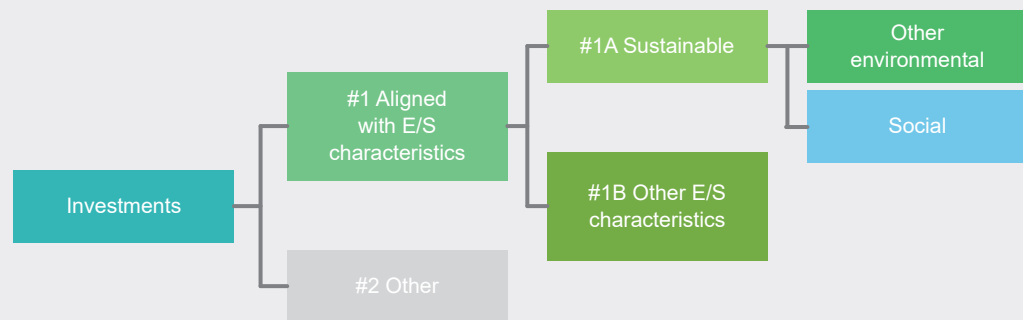 Investments
#1 Aligned
with E/S
characteristics
#2 Other
#1A Sustainable
#1B Other E/S
characteristics
Other
environmental
Social